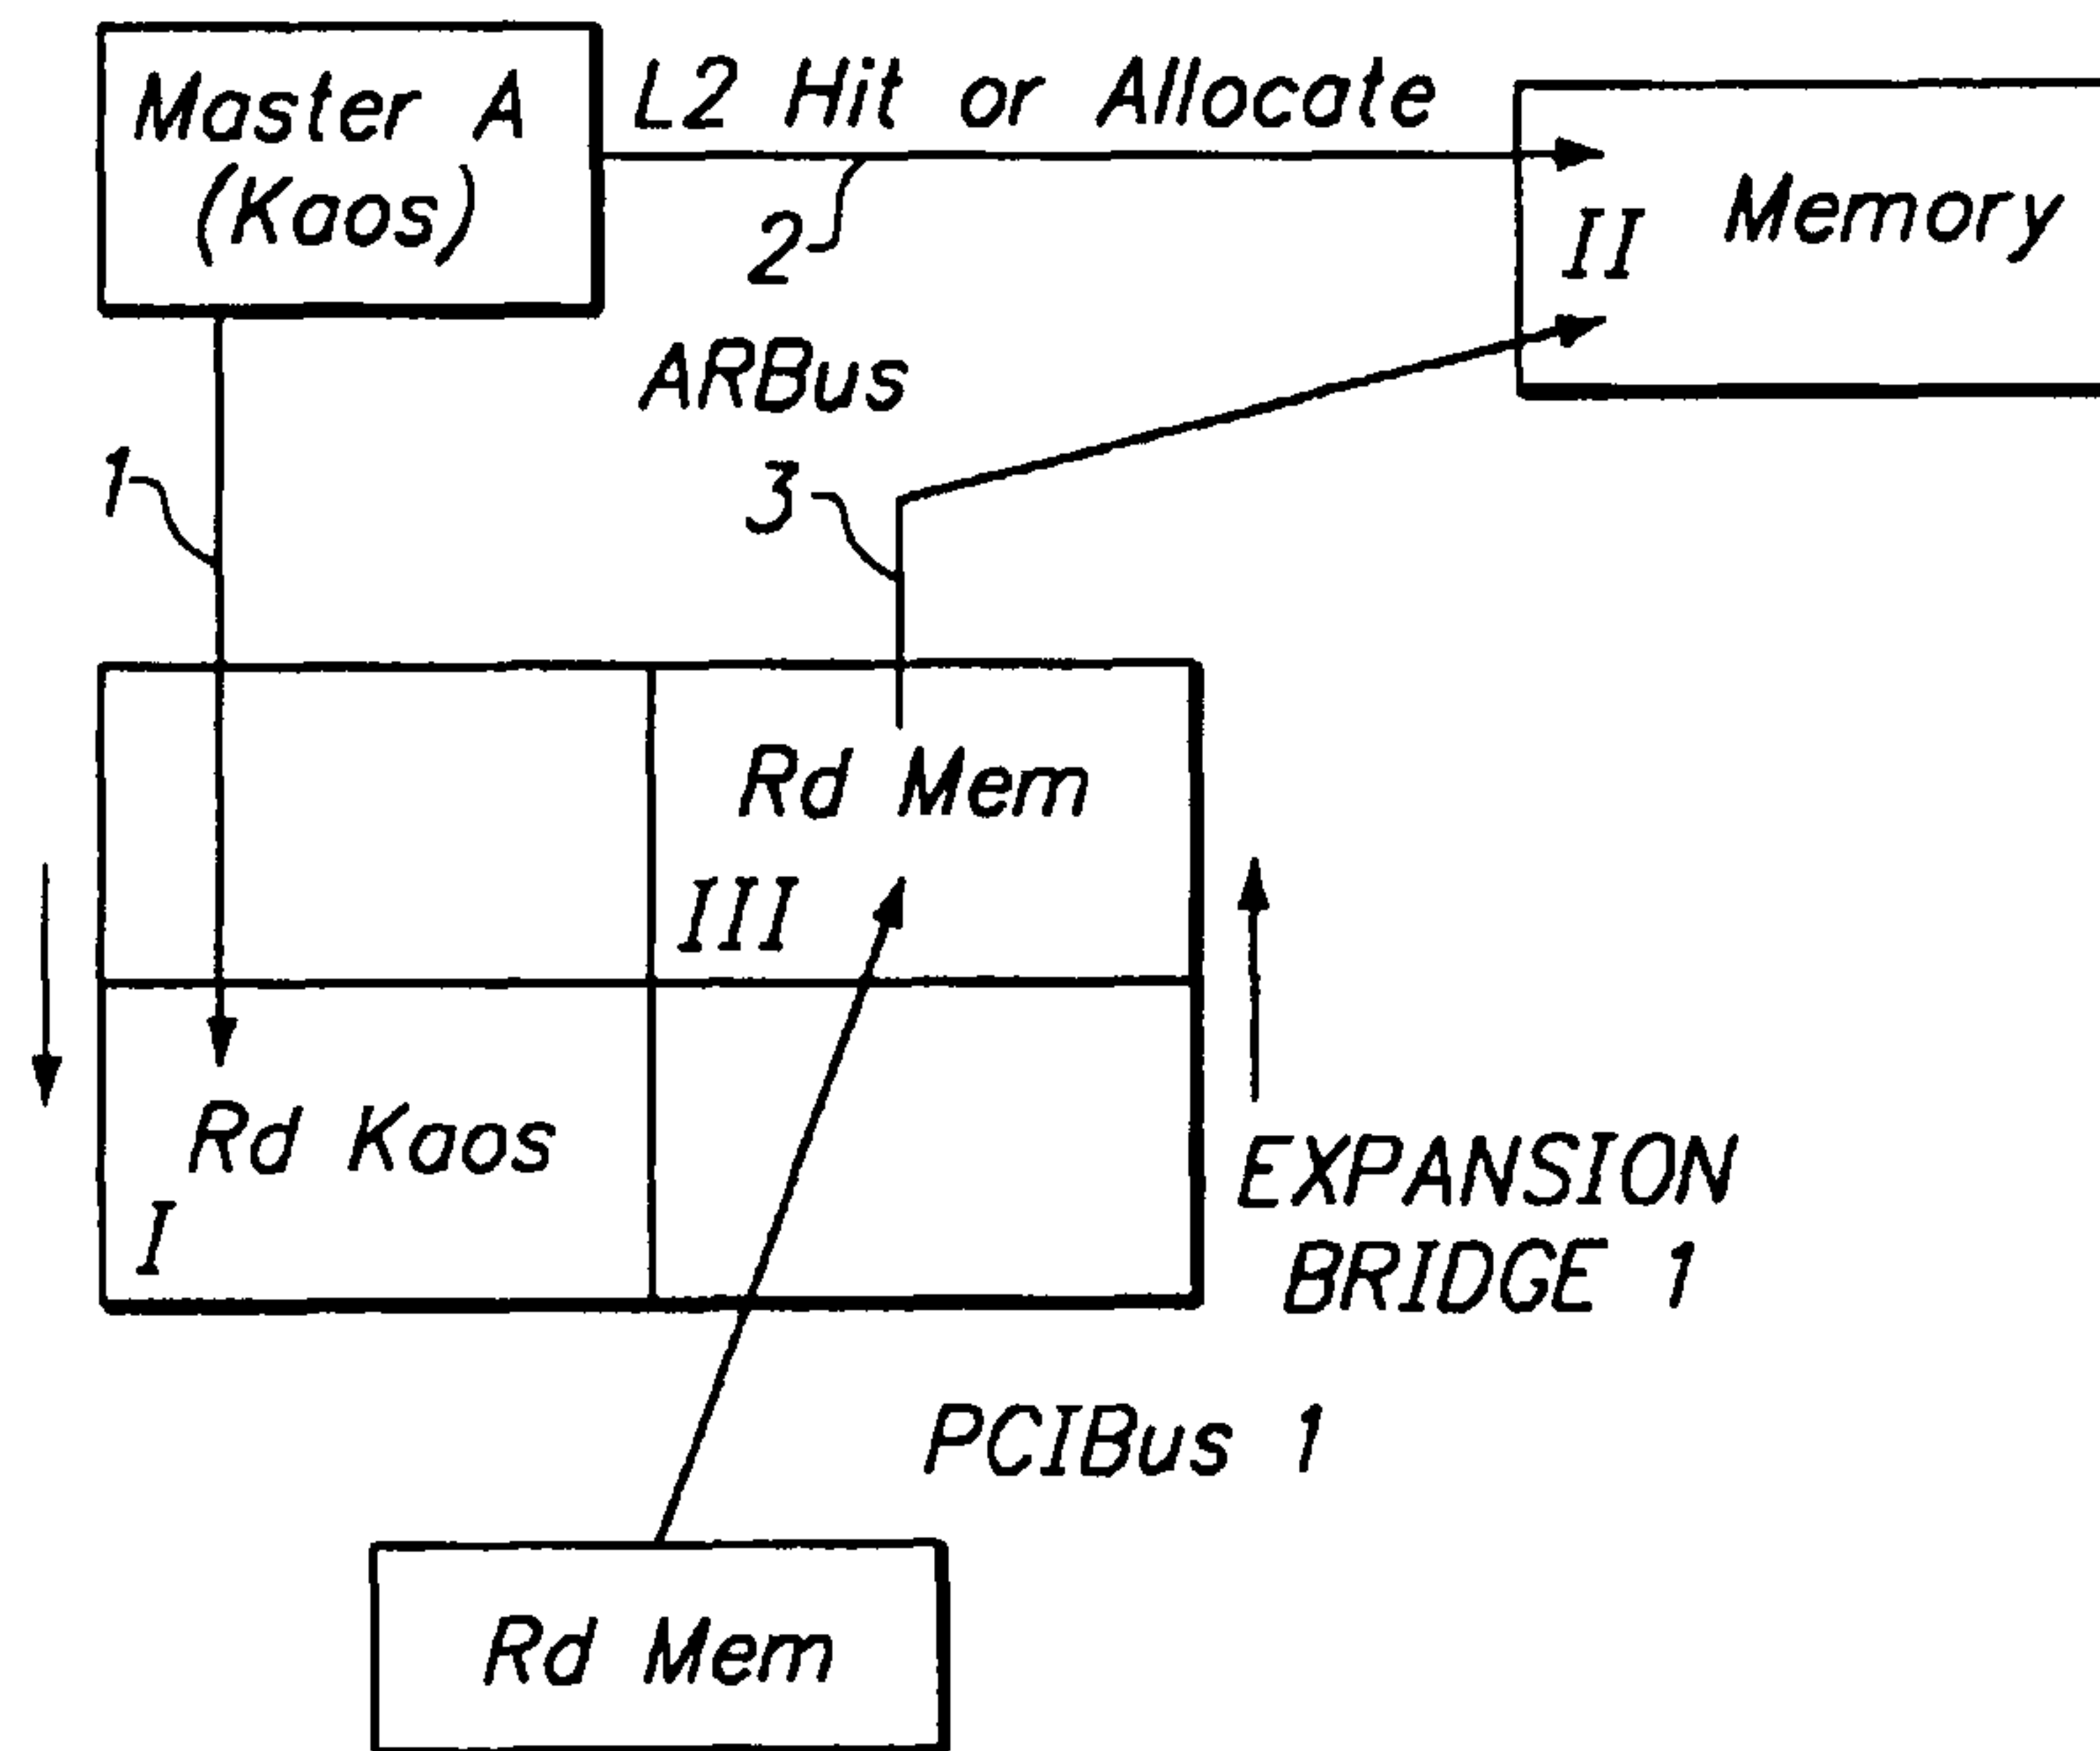 Master A
(Kaos)
L2 Hit or Allocate
2
II Memory
ARBus
1
3
Rd Mem
III
Rd Kaos
I
EXPANSION
BRIDGE 1
PCIBus 1
Rd Mem